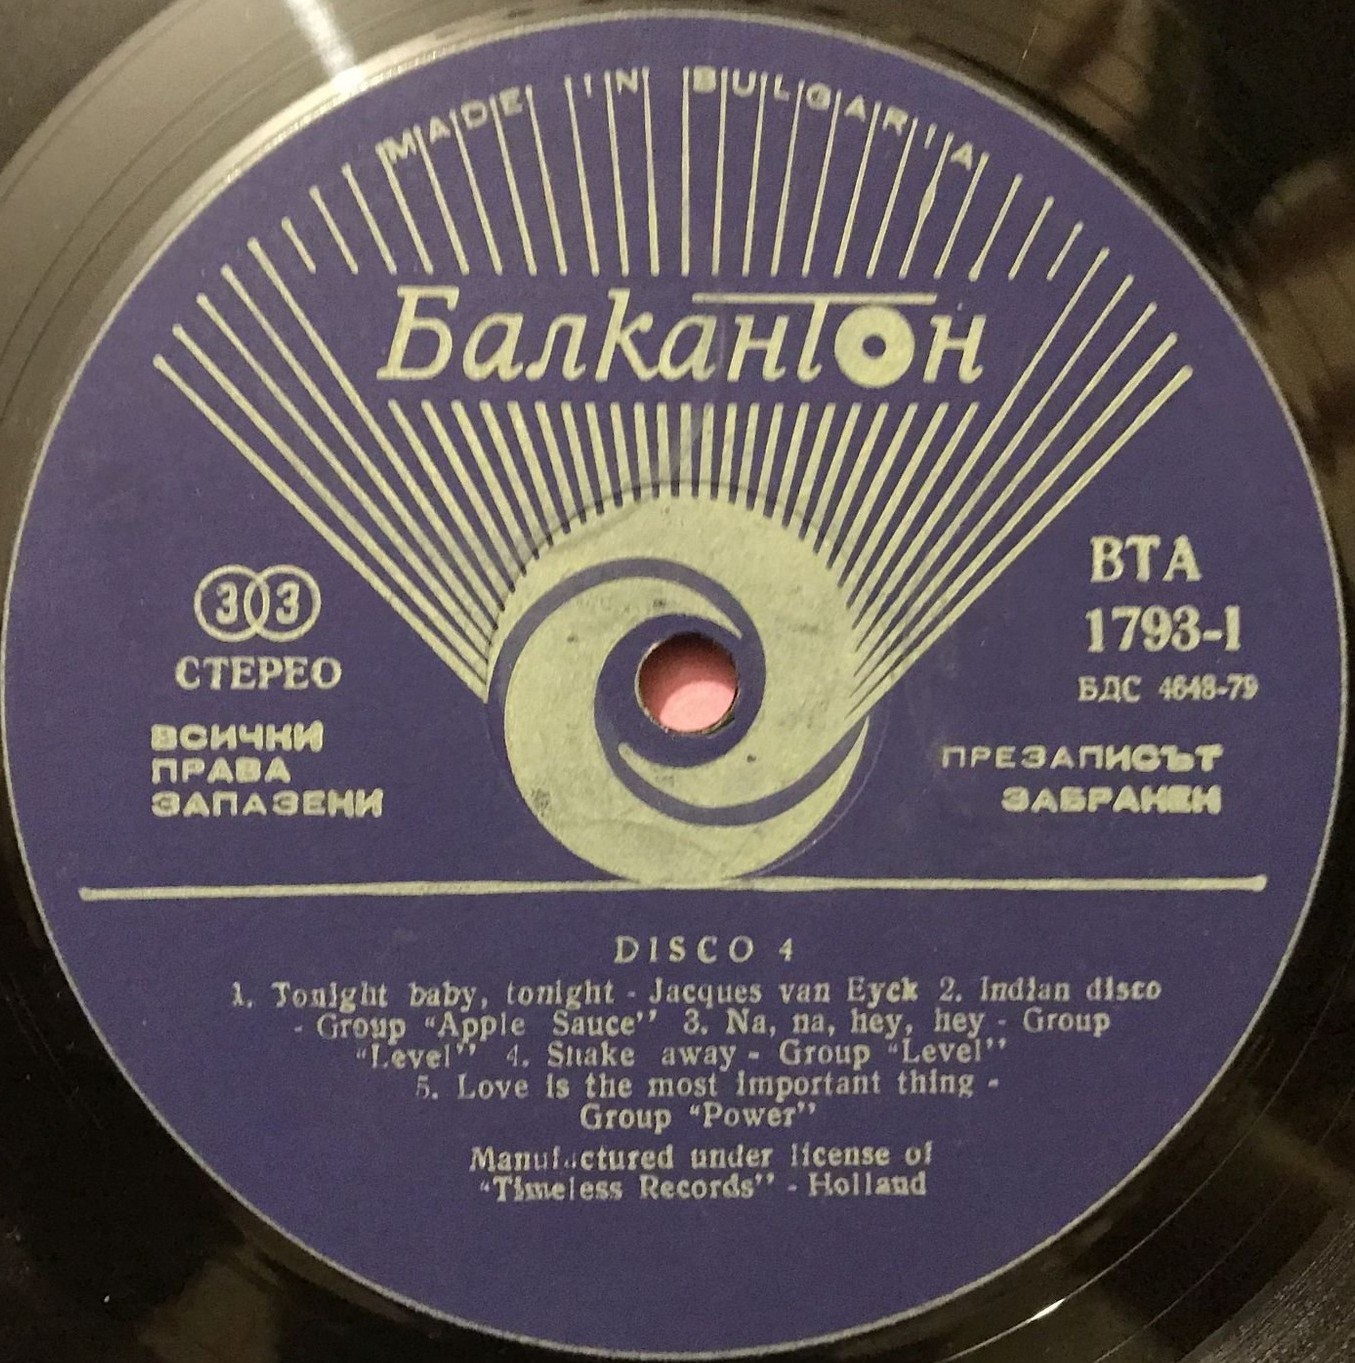 MADE IN BULGARIA
Балкантон
33
СТЕРЕО
ВСИЧКИ
ПРАВА
ЗАПАЗЕНИ
ВТА
1793-1
БДС 4648-79
ПРЕЗАПИСЪТ
ЗАБРАНЕН
DISCO 4
1. Tonight baby, tonight - Jacques van Eyck 2. Indian disco
- Group “Apple Sauce” 3. Na, na, hey, hey - Group
“Level” 4. Shake away - Group “Level”
5. Love is the most important thing -
Group “Power”
Manufactured under license of
“Timeless Records” - Holland